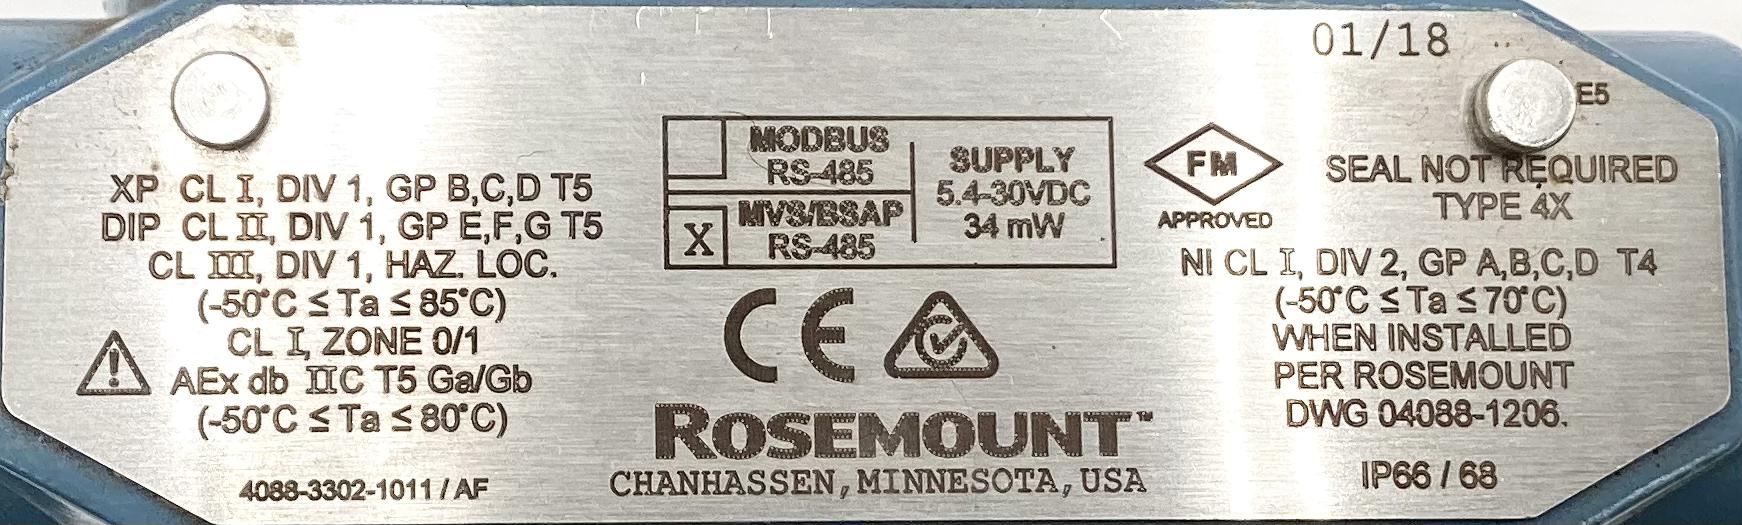 01/18
E5
XP CL I, DIV 1, GP B,C,D T5
DIP CL II, DIV 1, GP E,F,G T5
CL III, DIV 1, HAZ. LOC.
(-50°C ≤ Ta ≤ 85°C)
CL I, ZONE 0/1
AEx db IIC T5 Ga/Gb
(-50°C ≤ Ta ≤ 80°C)
4088-3302-1011 / AF
MODBUS
RS-485
X
MVS/BSAP
RS-485
SUPPLY
5.4-30VDC
34 mW
CE
ROSEMOUNT™
CHANHASSEN, MINNESOTA, USA
FM
APPROVED
SEAL NOT REQUIRED
TYPE 4X
NI CL I, DIV 2, GP A,B,C,D T4
(-50°C ≤ Ta ≤ 70°C)
WHEN INSTALLED
PER ROSEMOUNT
DWG 04088-1206.
IP66 / 68